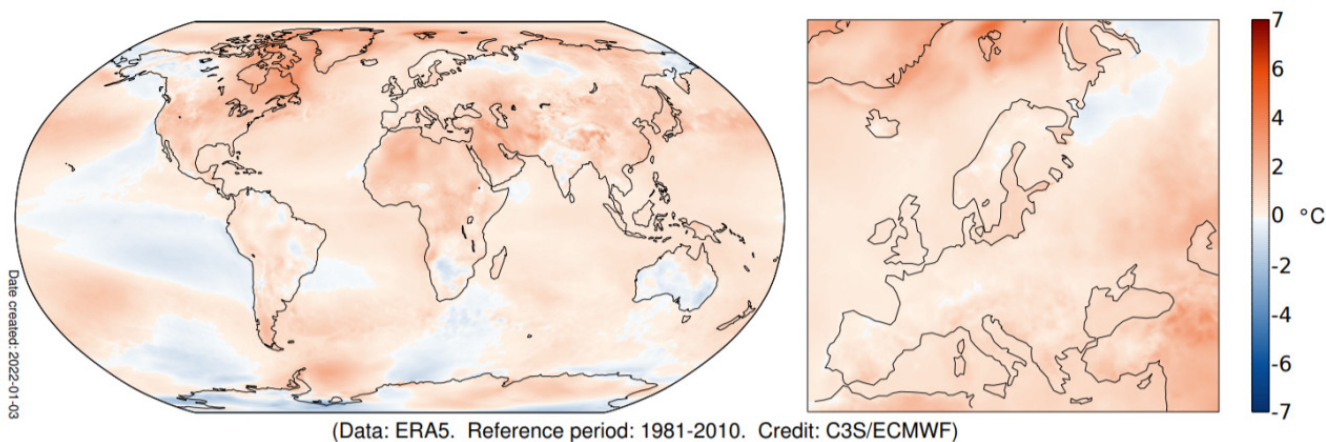 7
6
4
2
0 °C
-2
-4
-6
-7
Date created: 2022-01-03
(Data: ERA5. Reference period: 1981-2010. Credit: C3S/ECMWF)